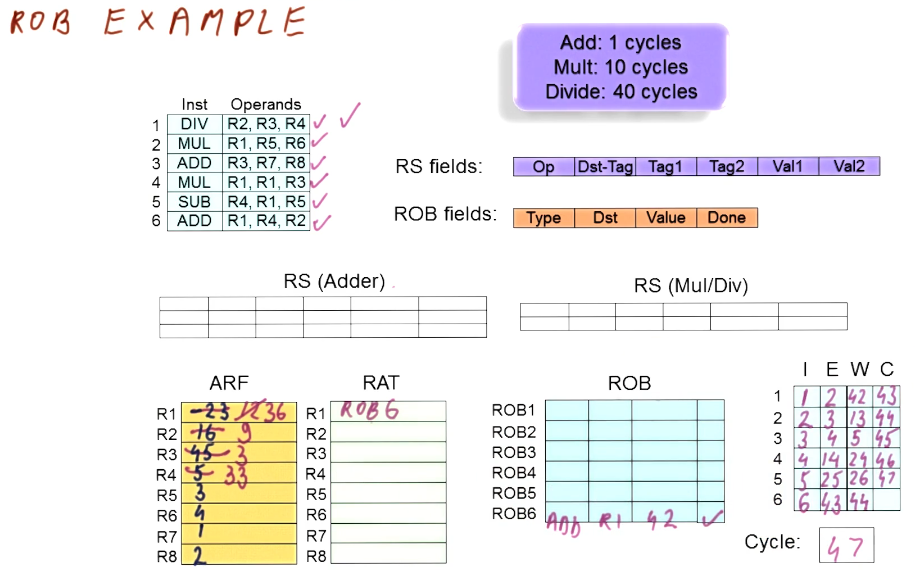 ROB EXAMPLE
Add: 1 cycles
Mult: 10 cycles
Divide: 40 cycles
Inst Operands
1 DIV R2, R3, R4 ✓ ✓
2 MUL R1, R5, R6 ✓
3 ADD R3, R7, R8 ✓
4 MUL R1, R1, R3 ✓
5 SUB R4, R1, R5 ✓
6 ADD R1, R4, R2 ✓
RS fields: Op Dst-Tag Tag1 Tag2 Val1 Val2
ROB fields: Type Dst Value Done
RS (Adder)
RS (Mul/Div)
ARF
R1 -23 12 36
R2 16 9
R3 45 3
R4 5 33
R5 3
R6 4
R7 1
R8 2
RAT
R1 ROB6
R2
R3
R4
R5
R6
R7
R8
ROB
ROB1
ROB2
ROB3
ROB4
ROB5
ROB6 ADD R1 42 ✓
I E W C
1 1 2 42 43
2 2 3 13 44
3 3 4 5 45
4 4 14 24 46
5 5 25 26 47
6 6 43 44
Cycle: 47